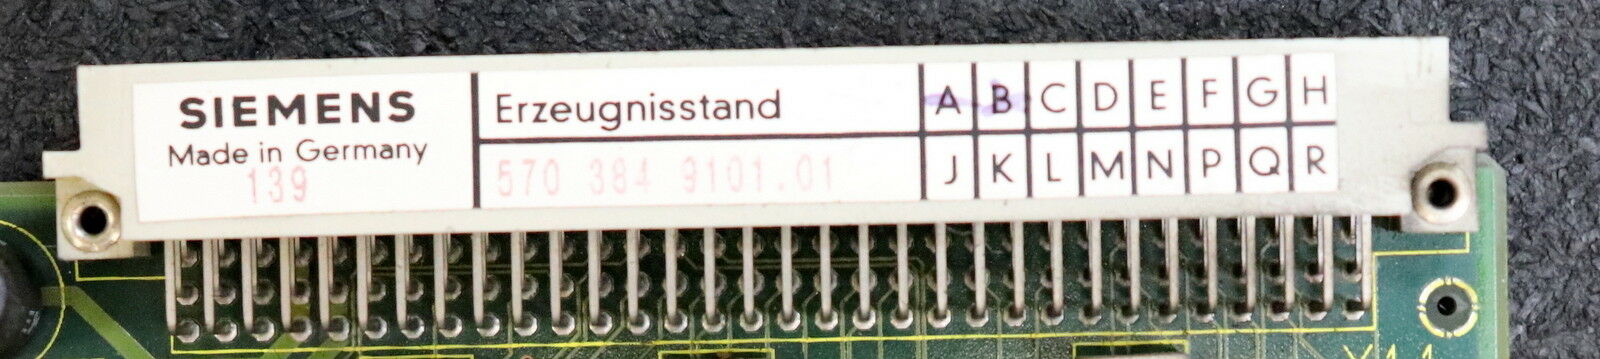 SIEMENS
Made in Germany
139
Erzeugnisstand
570 384 9101.01
A B C D E F G H
J K L M N P Q R